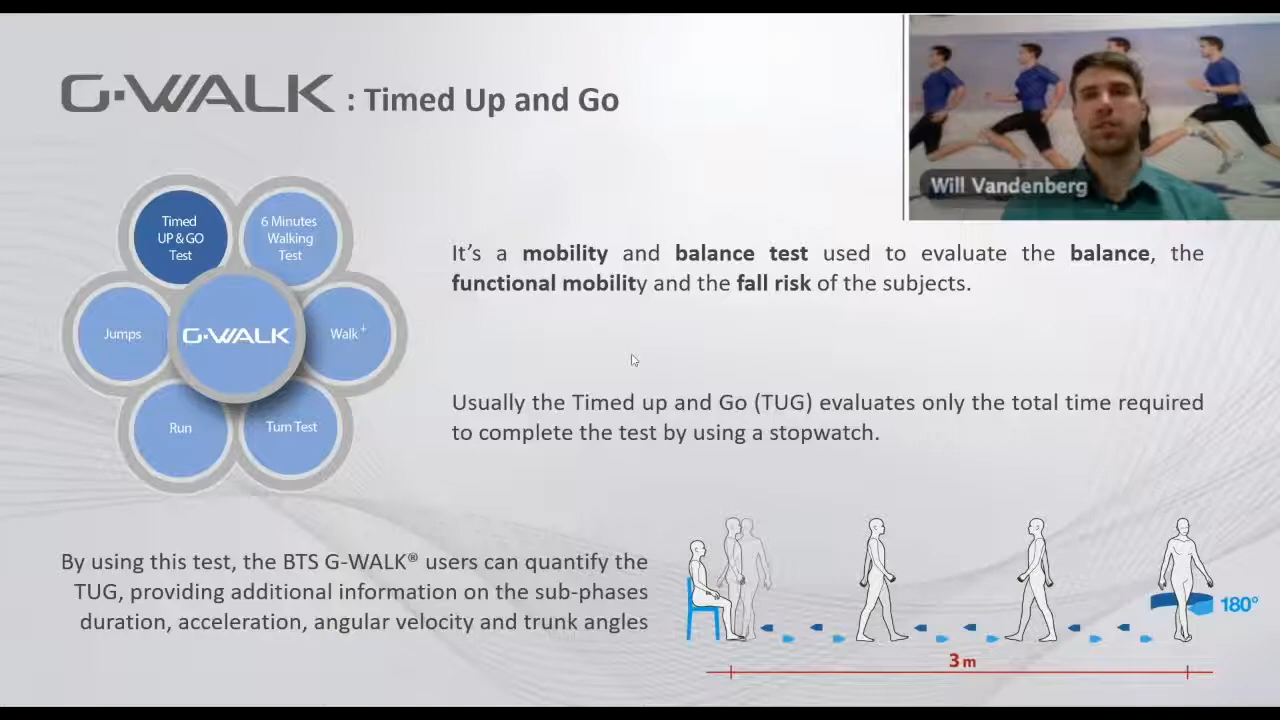 G·WALK : Timed Up and Go
Will Vandenberg
Timed
UP & GO
Test
6 Minutes
Walking
Test
Jumps
G·WALK
Walk+
Run
Turn Test
It's a mobility and balance test used to evaluate the balance, the
functional mobility and the fall risk of the subjects.
Usually the Timed up and Go (TUG) evaluates only the total time required
to complete the test by using a stopwatch.
By using this test, the BTS G-WALK® users can quantify the
TUG, providing additional information on the sub-phases
duration, acceleration, angular velocity and trunk angles
180°
3 m